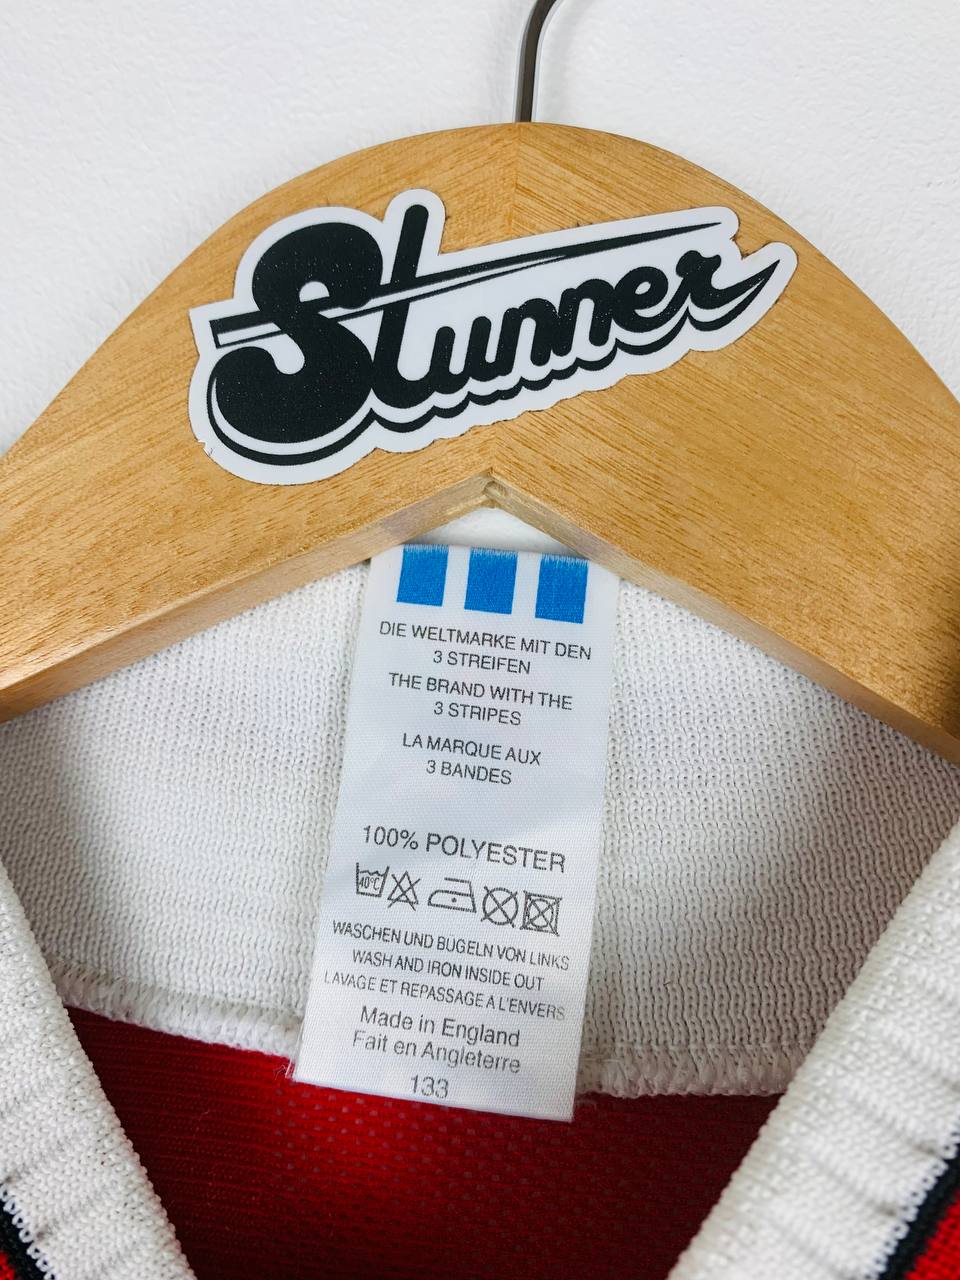 Stunner
DIE WELTMARKE MIT DEN
3 STREIFEN
THE BRAND WITH THE
3 STRIPES
LA MARQUE AUX
3 BANDES
100% POLYESTER
40°C
WASCHEN UND BÜGELN VON LINKS
WASH AND IRON INSIDE OUT
LAVAGE ET REPASSAGE A L'ENVERS
Made in England
Fait en Angleterre
133